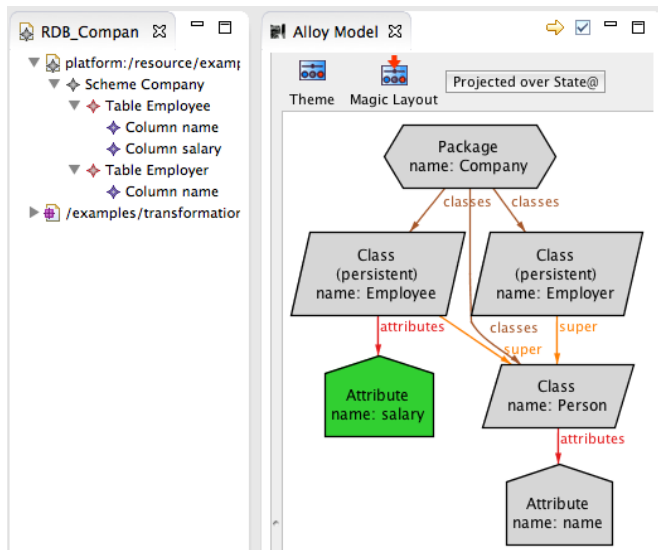 RDB_Compan
platform:/resource/examp
Scheme Company
Table Employee
Column name
Column salary
Table Employer
Column name
/examples/transformation
Alloy Model
Theme
Magic Layout
Projected over State@
Package
name: Company
classes
classes
Class
(persistent)
name: Employee
Class
(persistent)
name: Employer
attributes
classes
super
super
Attribute
name: salary
Class
name: Person
attributes
Attribute
name: name